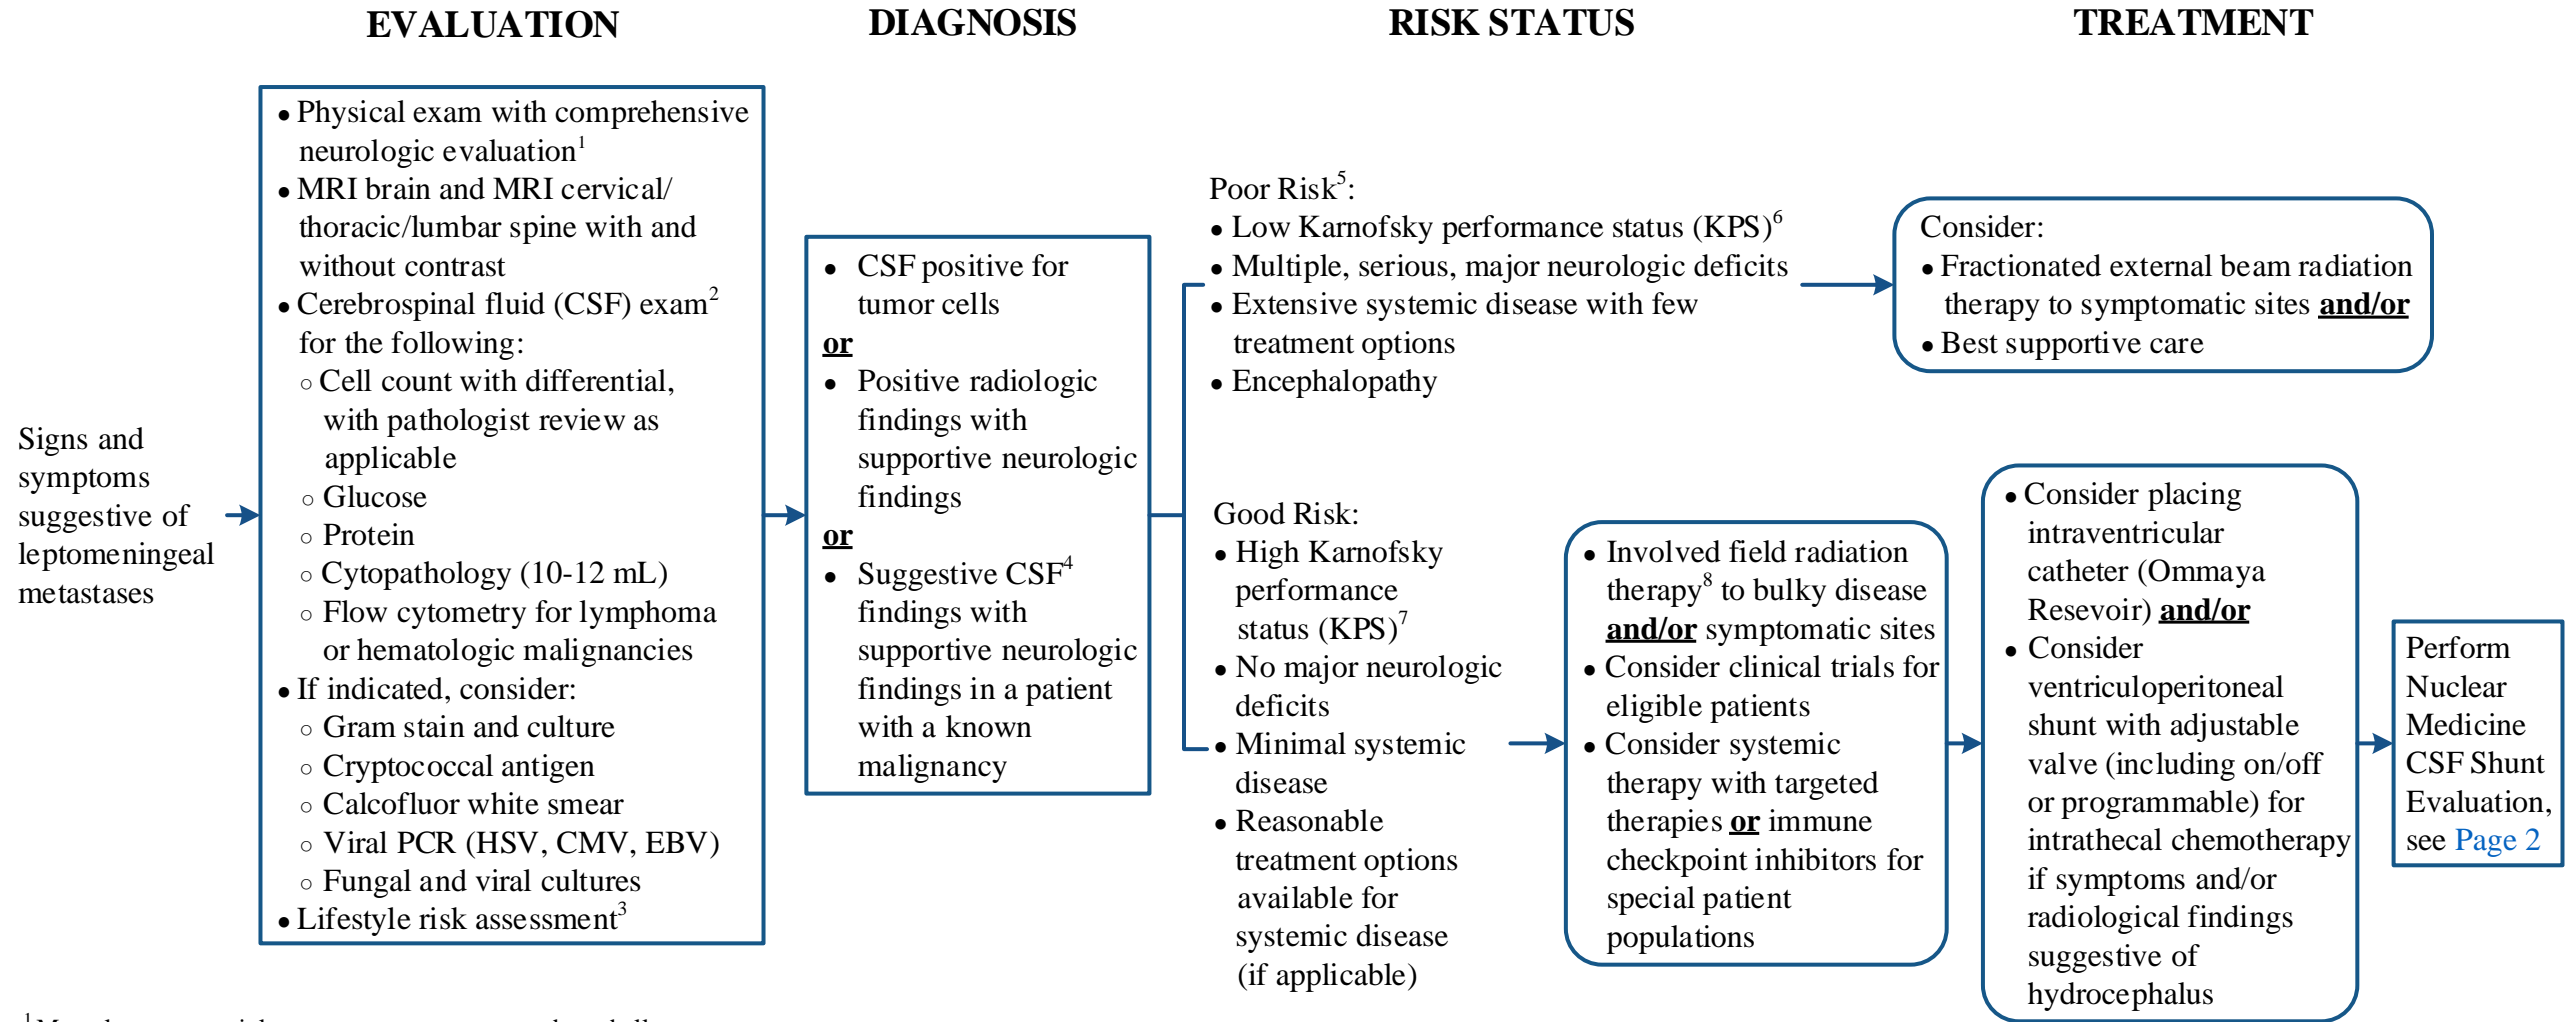 EVALUATION
DIAGNOSIS
RISK STATUS
TREATMENT
Signs and
symptoms
suggestive of
leptomeningeal
metastases
● Physical exam with comprehensive
neurologic evaluation¹
● MRI brain and MRI cervical/
thoracic/lumbar spine with and
without contrast
● Cerebrospinal fluid (CSF) exam²
for the following:
○ Cell count with differential,
with pathologist review as
applicable
○ Glucose
○ Protein
○ Cytopathology (10-12 mL)
○ Flow cytometry for lymphoma
or hematologic malignancies
● If indicated, consider:
○ Gram stain and culture
○ Cryptococcal antigen
○ Calcofluor white smear
○ Viral PCR (HSV, CMV, EBV)
○ Fungal and viral cultures
● Lifestyle risk assessment³
● CSF positive for
tumor cells
or
● Positive radiologic
findings with
supportive neurologic
findings
or
● Suggestive CSF⁴
findings with
supportive neurologic
findings in a patient
with a known
malignancy
Poor Risk⁵:
● Low Karnofsky performance status (KPS)⁶
● Multiple, serious, major neurologic deficits
● Extensive systemic disease with few
treatment options
● Encephalopathy
Consider:
● Fractionated external beam radiation
therapy to symptomatic sites and/or
● Best supportive care
Good Risk:
● High Karnofsky
performance
status (KPS)⁷
● No major neurologic
deficits
● Minimal systemic
disease
● Reasonable
treatment options
available for
systemic disease
(if applicable)
● Involved field radiation
therapy⁸ to bulky disease
and/or symptomatic sites
● Consider clinical trials for
eligible patients
● Consider systemic
therapy with targeted
therapies or immune
checkpoint inhibitors for
special patient
populations
● Consider placing
intraventricular
catheter (Ommaya
Resevoir) and/or
● Consider
ventriculoperitoneal
shunt with adjustable
valve (including on/off
or programmable) for
intrathecal chemotherapy
if symptoms and/or
radiological findings
suggestive of
hydrocephalus
Perform
Nuclear
Medicine
CSF Shunt
Evaluation,
see Page 2